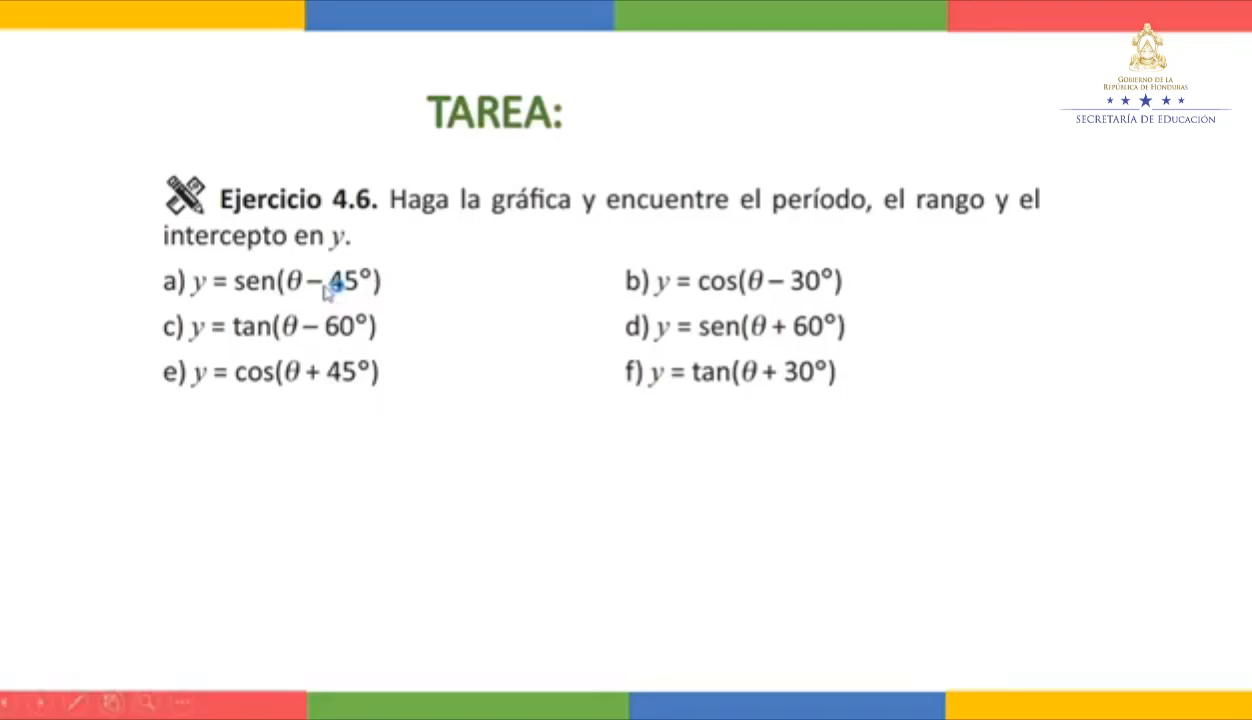 GOBIERNO DE LA
REPÚBLICA DE HONDURAS
SECRETARÍA DE EDUCACIÓN
TAREA:
Ejercicio 4.6. Haga la gráfica y encuentre el período, el rango y el
intercepto en y.
a) y = sen(θ – 45°)
b) y = cos(θ – 30°)
c) y = tan(θ – 60°)
d) y = sen(θ + 60°)
e) y = cos(θ + 45°)
f) y = tan(θ + 30°)